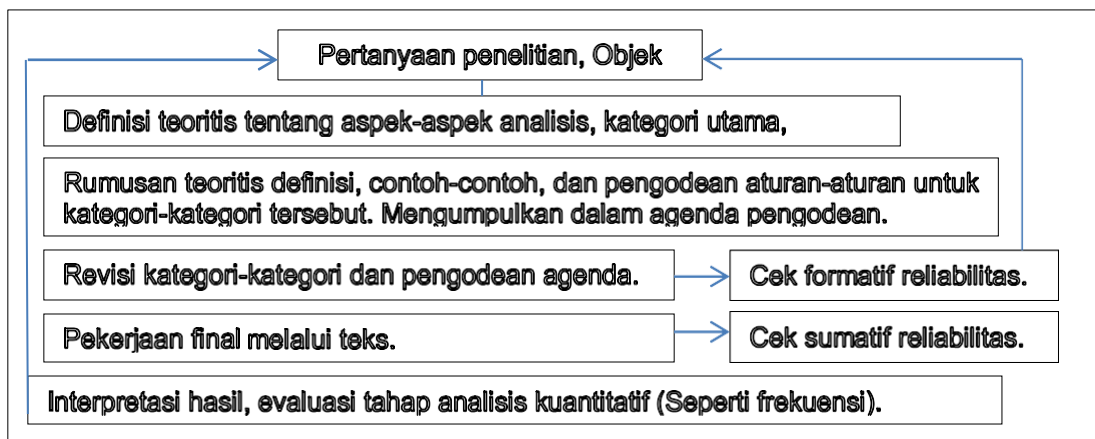 Pertanyaan penelitian, Objek
Definisi teoritis tentang aspek-aspek analisis, kategori utama,
Rumusan teoritis definisi, contoh-contoh, dan pengodean aturan-aturan untuk
kategori-kategori tersebut. Mengumpulkan dalam agenda pengodean.
Revisi kategori-kategori dan pengodean agenda.
Cek formatif reliabilitas.
Pekerjaan final melalui teks.
Cek sumatif reliabilitas.
Interpretasi hasil, evaluasi tahap analisis kuantitatif (Seperti frekuensi).